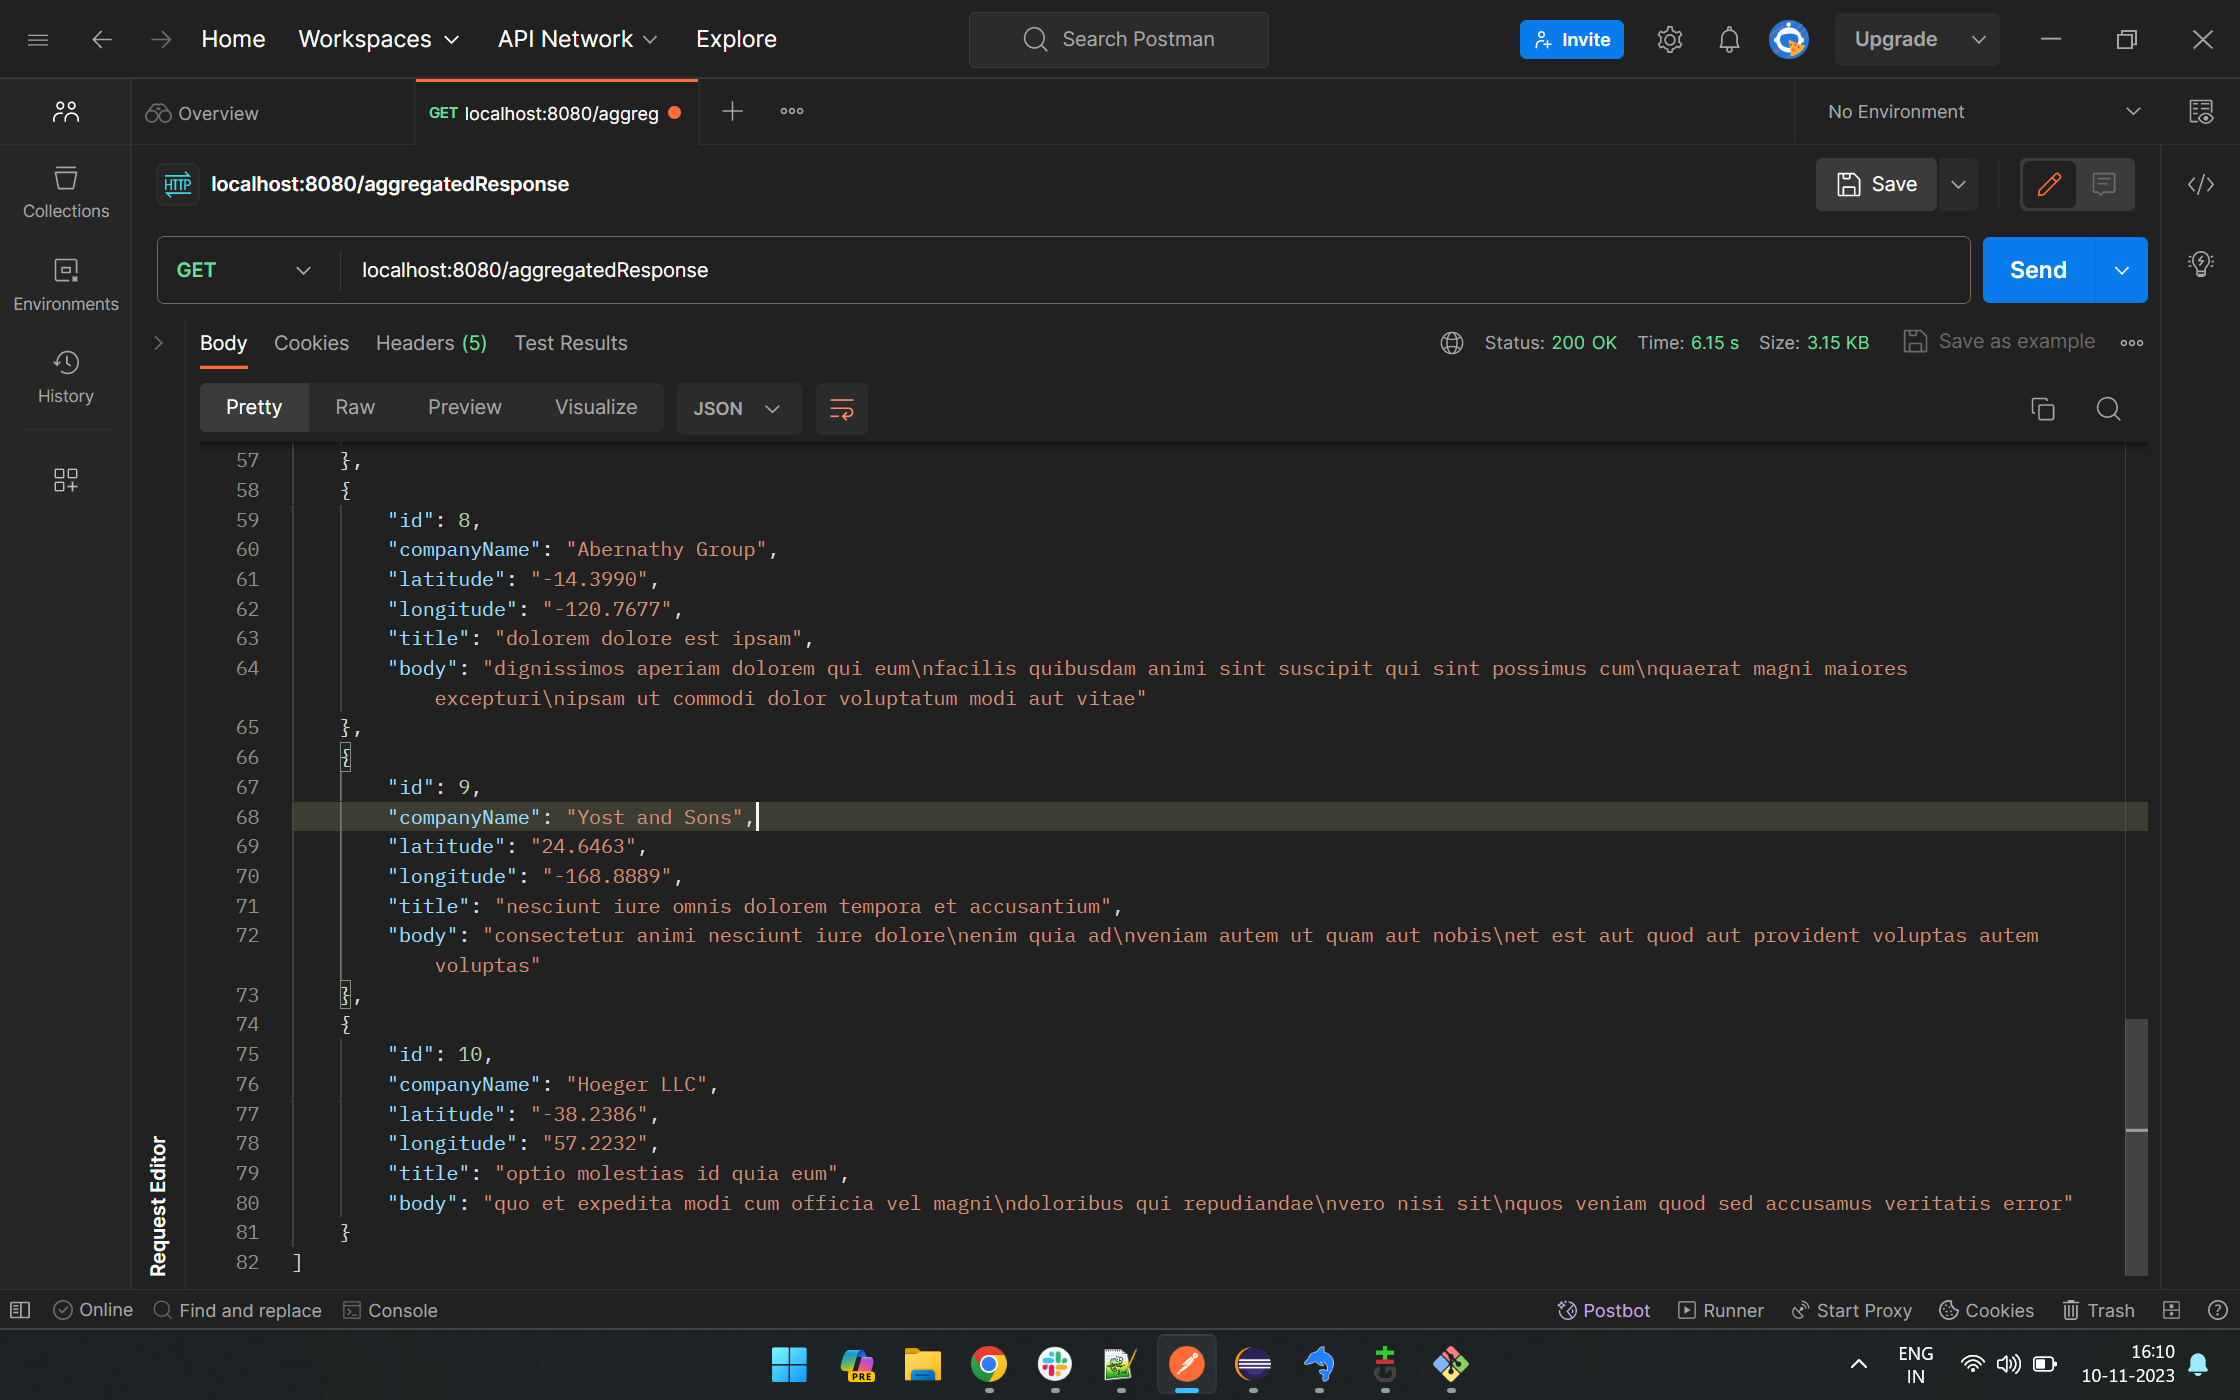 Home Workspaces API Network Explore Search Postman Invite Upgrade
Overview GET localhost:8080/aggreg No Environment
HTTP localhost:8080/aggregatedResponse Save
Collections
GET localhost:8080/aggregatedResponse Send
Environments
Body Cookies Headers (5) Test Results Status: 200 OK Time: 6.15 s Size: 3.15 KB Save as example
History
Pretty Raw Preview Visualize JSON
57 },
58 {
59 "id": 8,
60 "companyName": "Abernathy Group",
61 "latitude": "-14.3990",
62 "longitude": "-120.7677",
63 "title": "dolorem dolore est ipsam",
64 "body": "dignissimos aperiam dolorem qui eum\nfacilis quibusdam animi sint suscipit qui sint possimus cum\nquaerat magni maiores
excepturi\nipsam ut commodi dolor voluptatum modi aut vitae"
65 },
66 {
67 "id": 9,
68 "companyName": "Yost and Sons",
69 "latitude": "24.6463",
70 "longitude": "-168.8889",
71 "title": "nesciunt iure omnis dolorem tempora et accusantium",
72 "body": "consectetur animi nesciunt iure dolore\nenim quia ad\nveniam autem ut quam aut nobis\net est aut quod aut provident voluptas autem
voluptas"
73 },
74 {
75 "id": 10,
76 "companyName": "Hoeger LLC",
77 "latitude": "-38.2386",
78 "longitude": "57.2232",
79 "title": "optio molestias id quia eum",
80 "body": "quo et expedita modi cum officia vel magni\ndoloribus qui repudiandae\nvero nisi sit\nquos veniam quod sed accusamus veritatis error"
81 }
82 ]
Request Editor
Online Find and replace Console Postbot Runner Start Proxy Cookies Trash
PRE
ENG 16:10
IN 10-11-2023